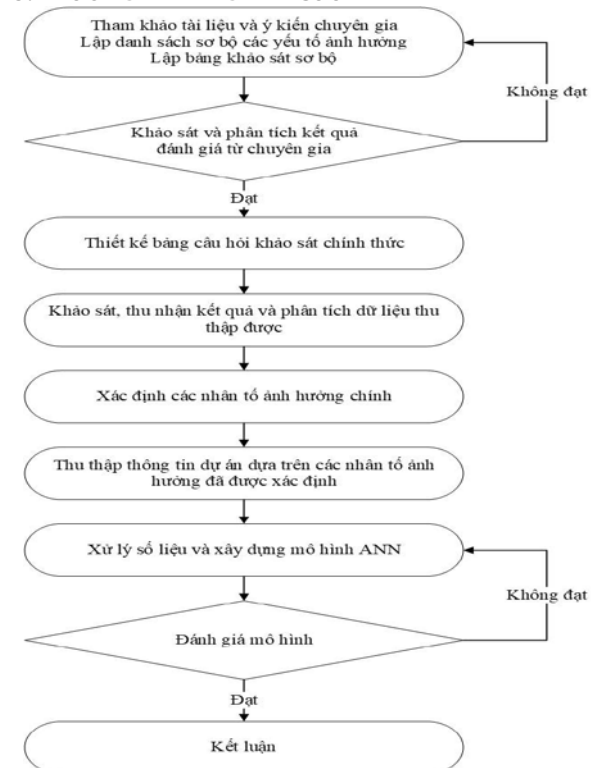 Tham khảo tài liệu và ý kiến chuyên gia
Lập danh sách sơ bộ các yếu tố ảnh hưởng
Lập bảng khảo sát sơ bộ
Không đạt
Khảo sát và phân tích kết quả
đánh giá từ chuyên gia
Đạt
Thiết kế bảng câu hỏi khảo sát chính thức
Khảo sát, thu nhận kết quả và phân tích dữ liệu thu
thập được
Xác định các nhân tố ảnh hưởng chính
Thu thập thông tin dự án dựa trên các nhân tố ảnh
hưởng đã được xác định
Xử lý số liệu và xây dựng mô hình ANN
Không đạt
Đánh giá mô hình
Đạt
Kết luận